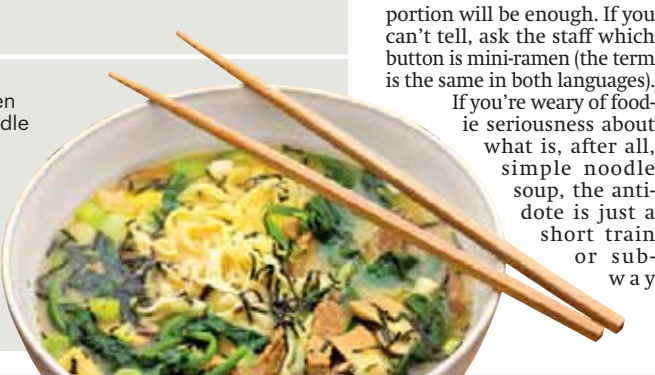 en
dle
portion will be enough. If you
can't tell, ask the staff which
button is mini-ramen (the term
is the same in both languages).
If you're weary of food-
ie seriousness about
what is, after all,
simple noodle
soup, the anti-
dote is just a
short train
or sub-
way